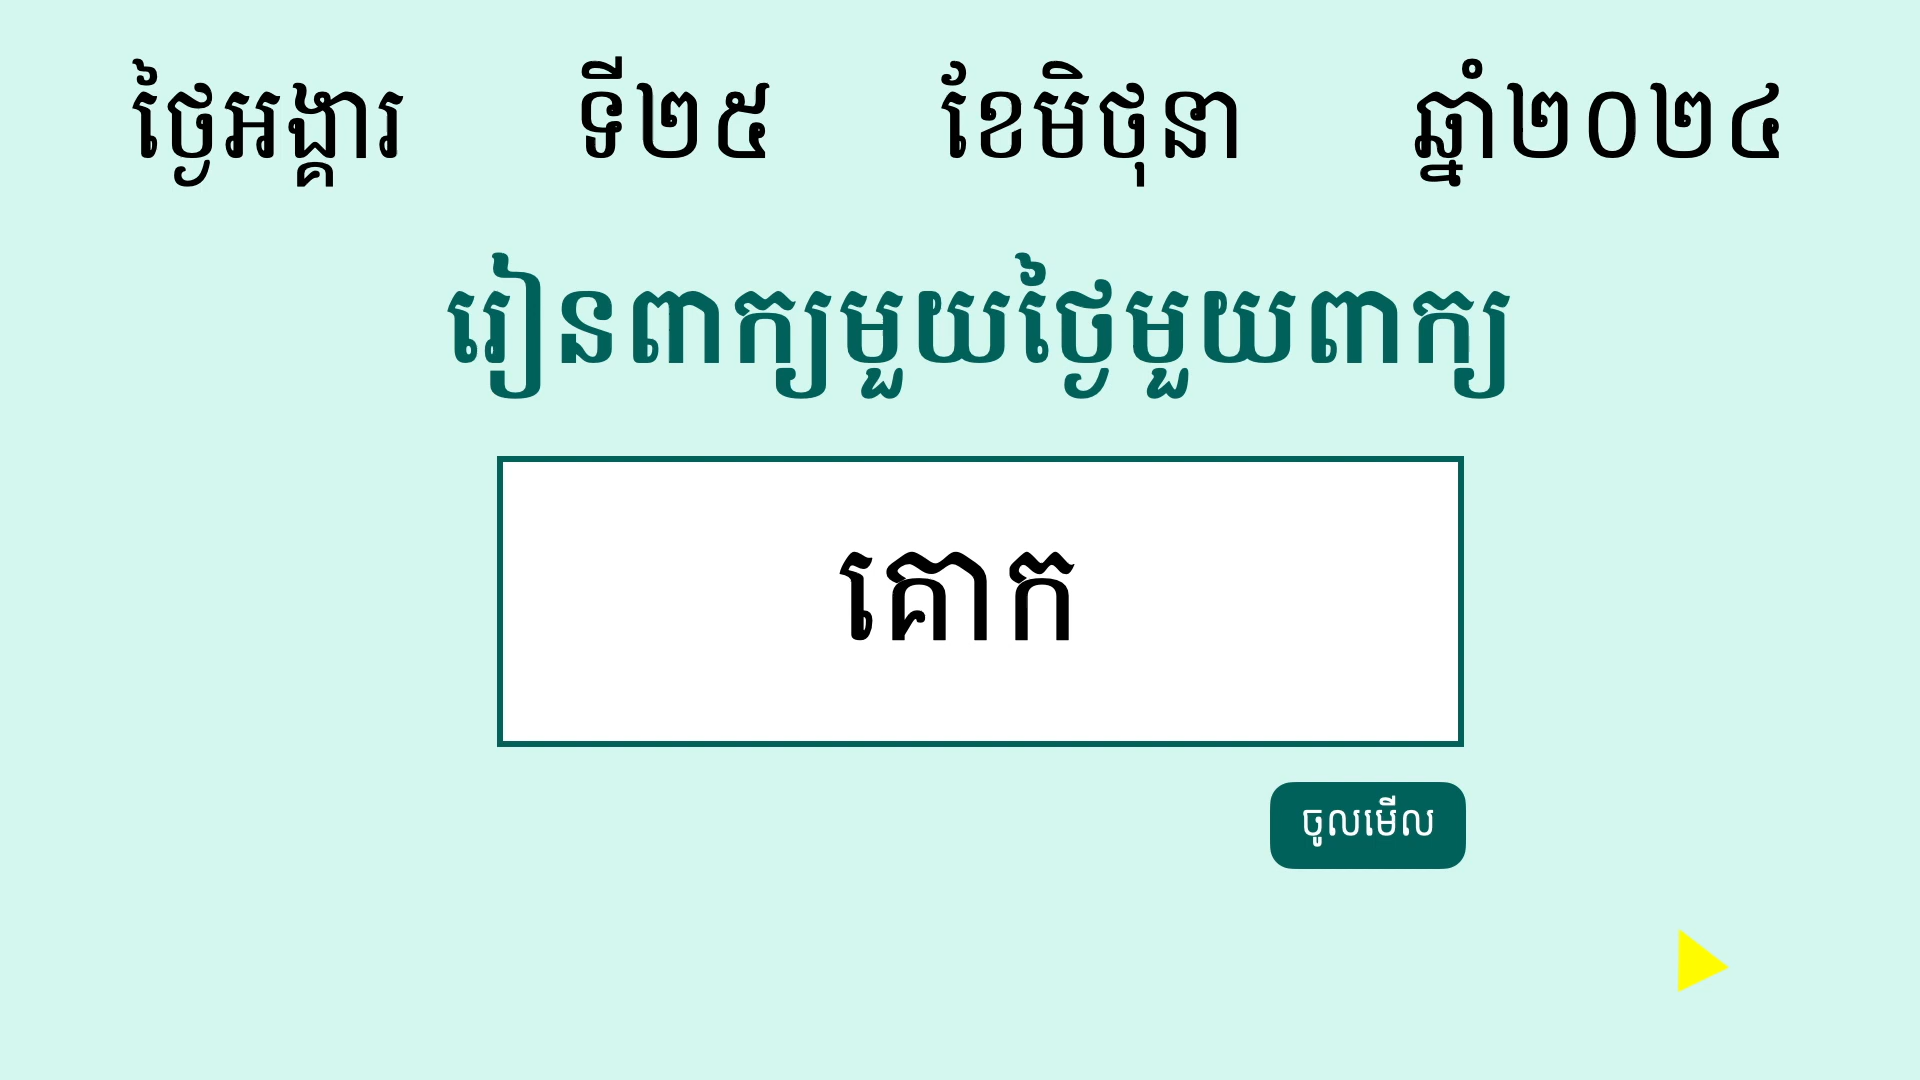 ថ្ងៃអង្គារ ទី២៥ ខែមិថុនា ឆ្នាំ២០២៤
រៀនពាក្យមួយថ្ងៃមួយពាក្យ
គោក
ចូលមើល